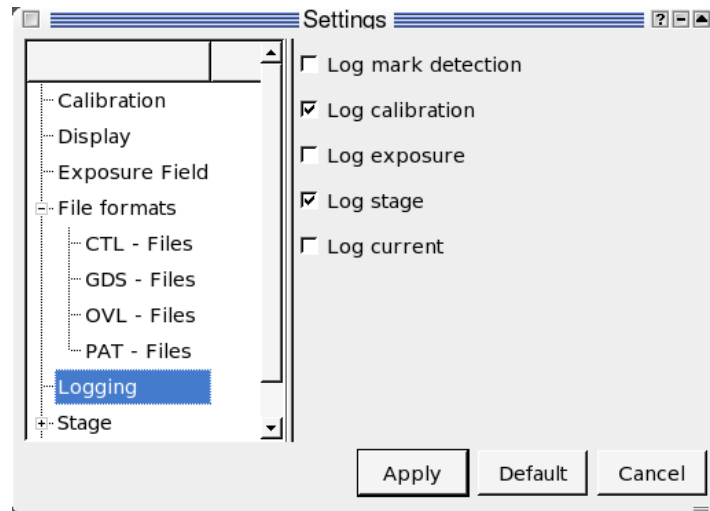 Settings
Calibration
Display
Exposure Field
File formats
CTL - Files
GDS - Files
OVL - Files
PAT - Files
Logging
Stage
Log mark detection
Log calibration
Log exposure
Log stage
Log current
Apply
Default
Cancel